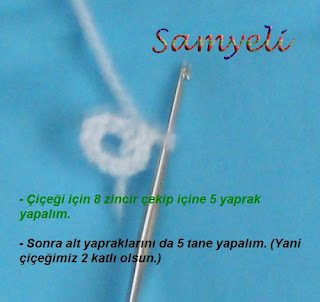 Samyeli
- Çiçeği için 8 zincir çekip içine 5 yaprak
yapalım.
- Sonra alt yapraklarını da 5 tane yapalım. (Yani
çiçeğimiz 2 katlı olsun.)